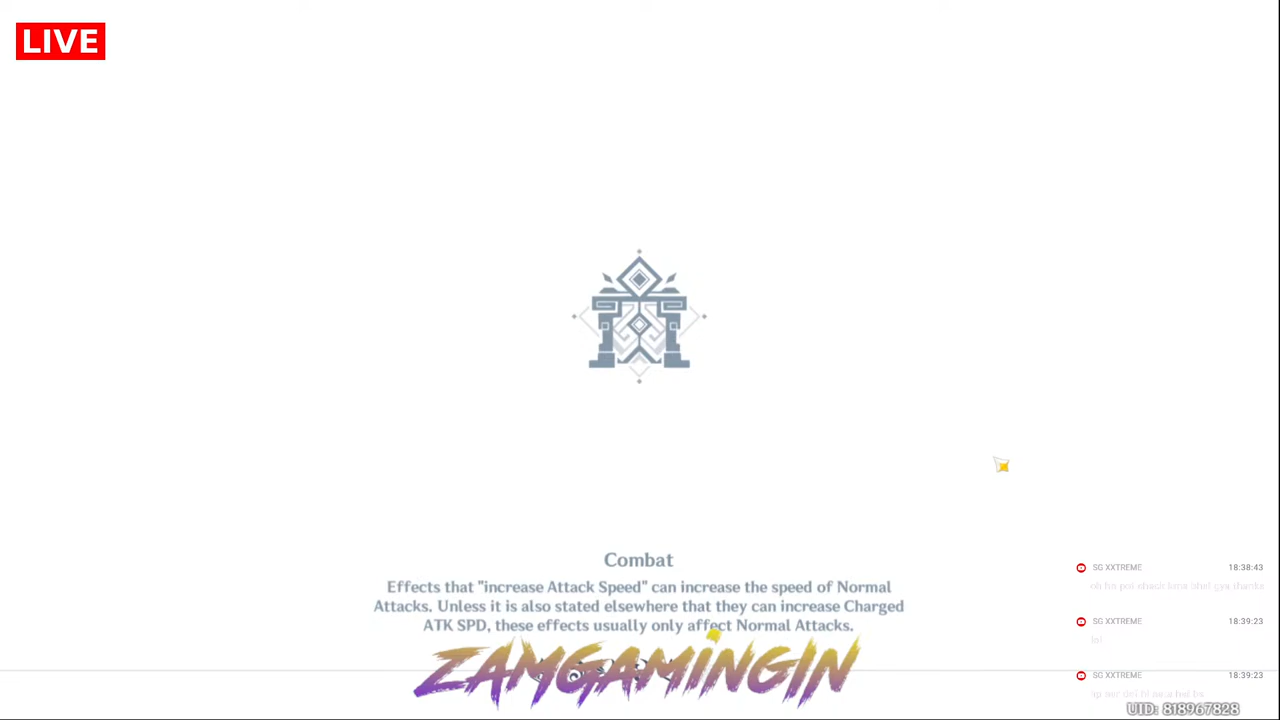 LIVE
Combat
Effects that "increase Attack Speed" can increase the speed of Normal
Attacks. Unless it is also stated elsewhere that they can increase Charged
ATK SPD, these effects usually only affect Normal Attacks.
ZAMGAMINGIN
SG XXTREME 18:38:43
SG XXTREME 18:39:23
lol
SG XXTREME 18:39:23
UID: 818967828